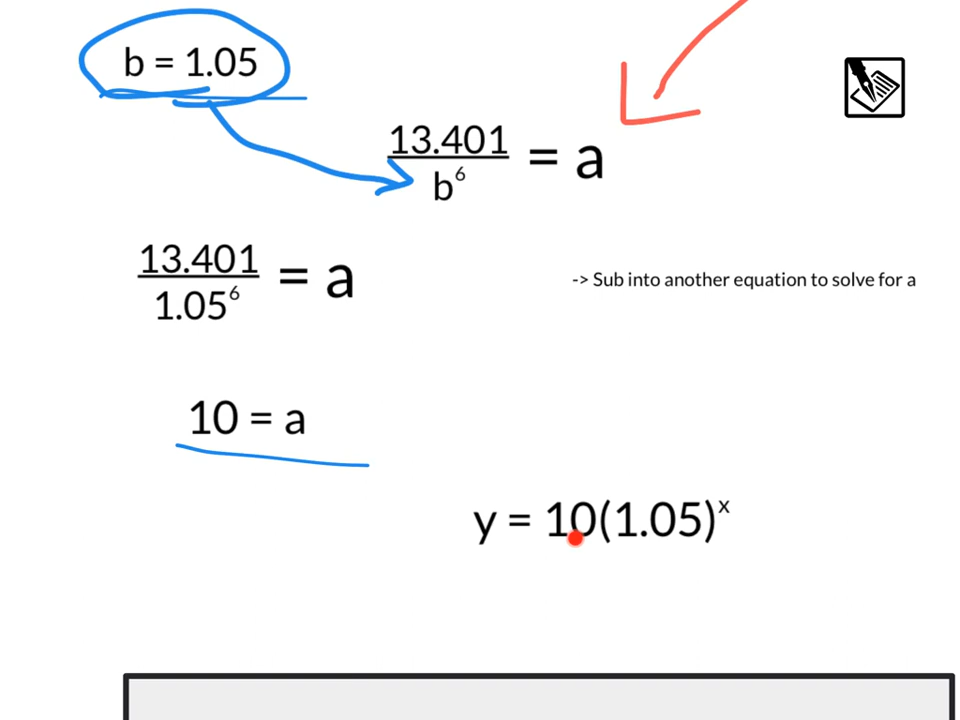 b = 1.05
13.401
b⁶
= a
13.401
1.05⁶
= a
-> Sub into another equation to solve for a
10 = a
y = 10(1.05)ˣ